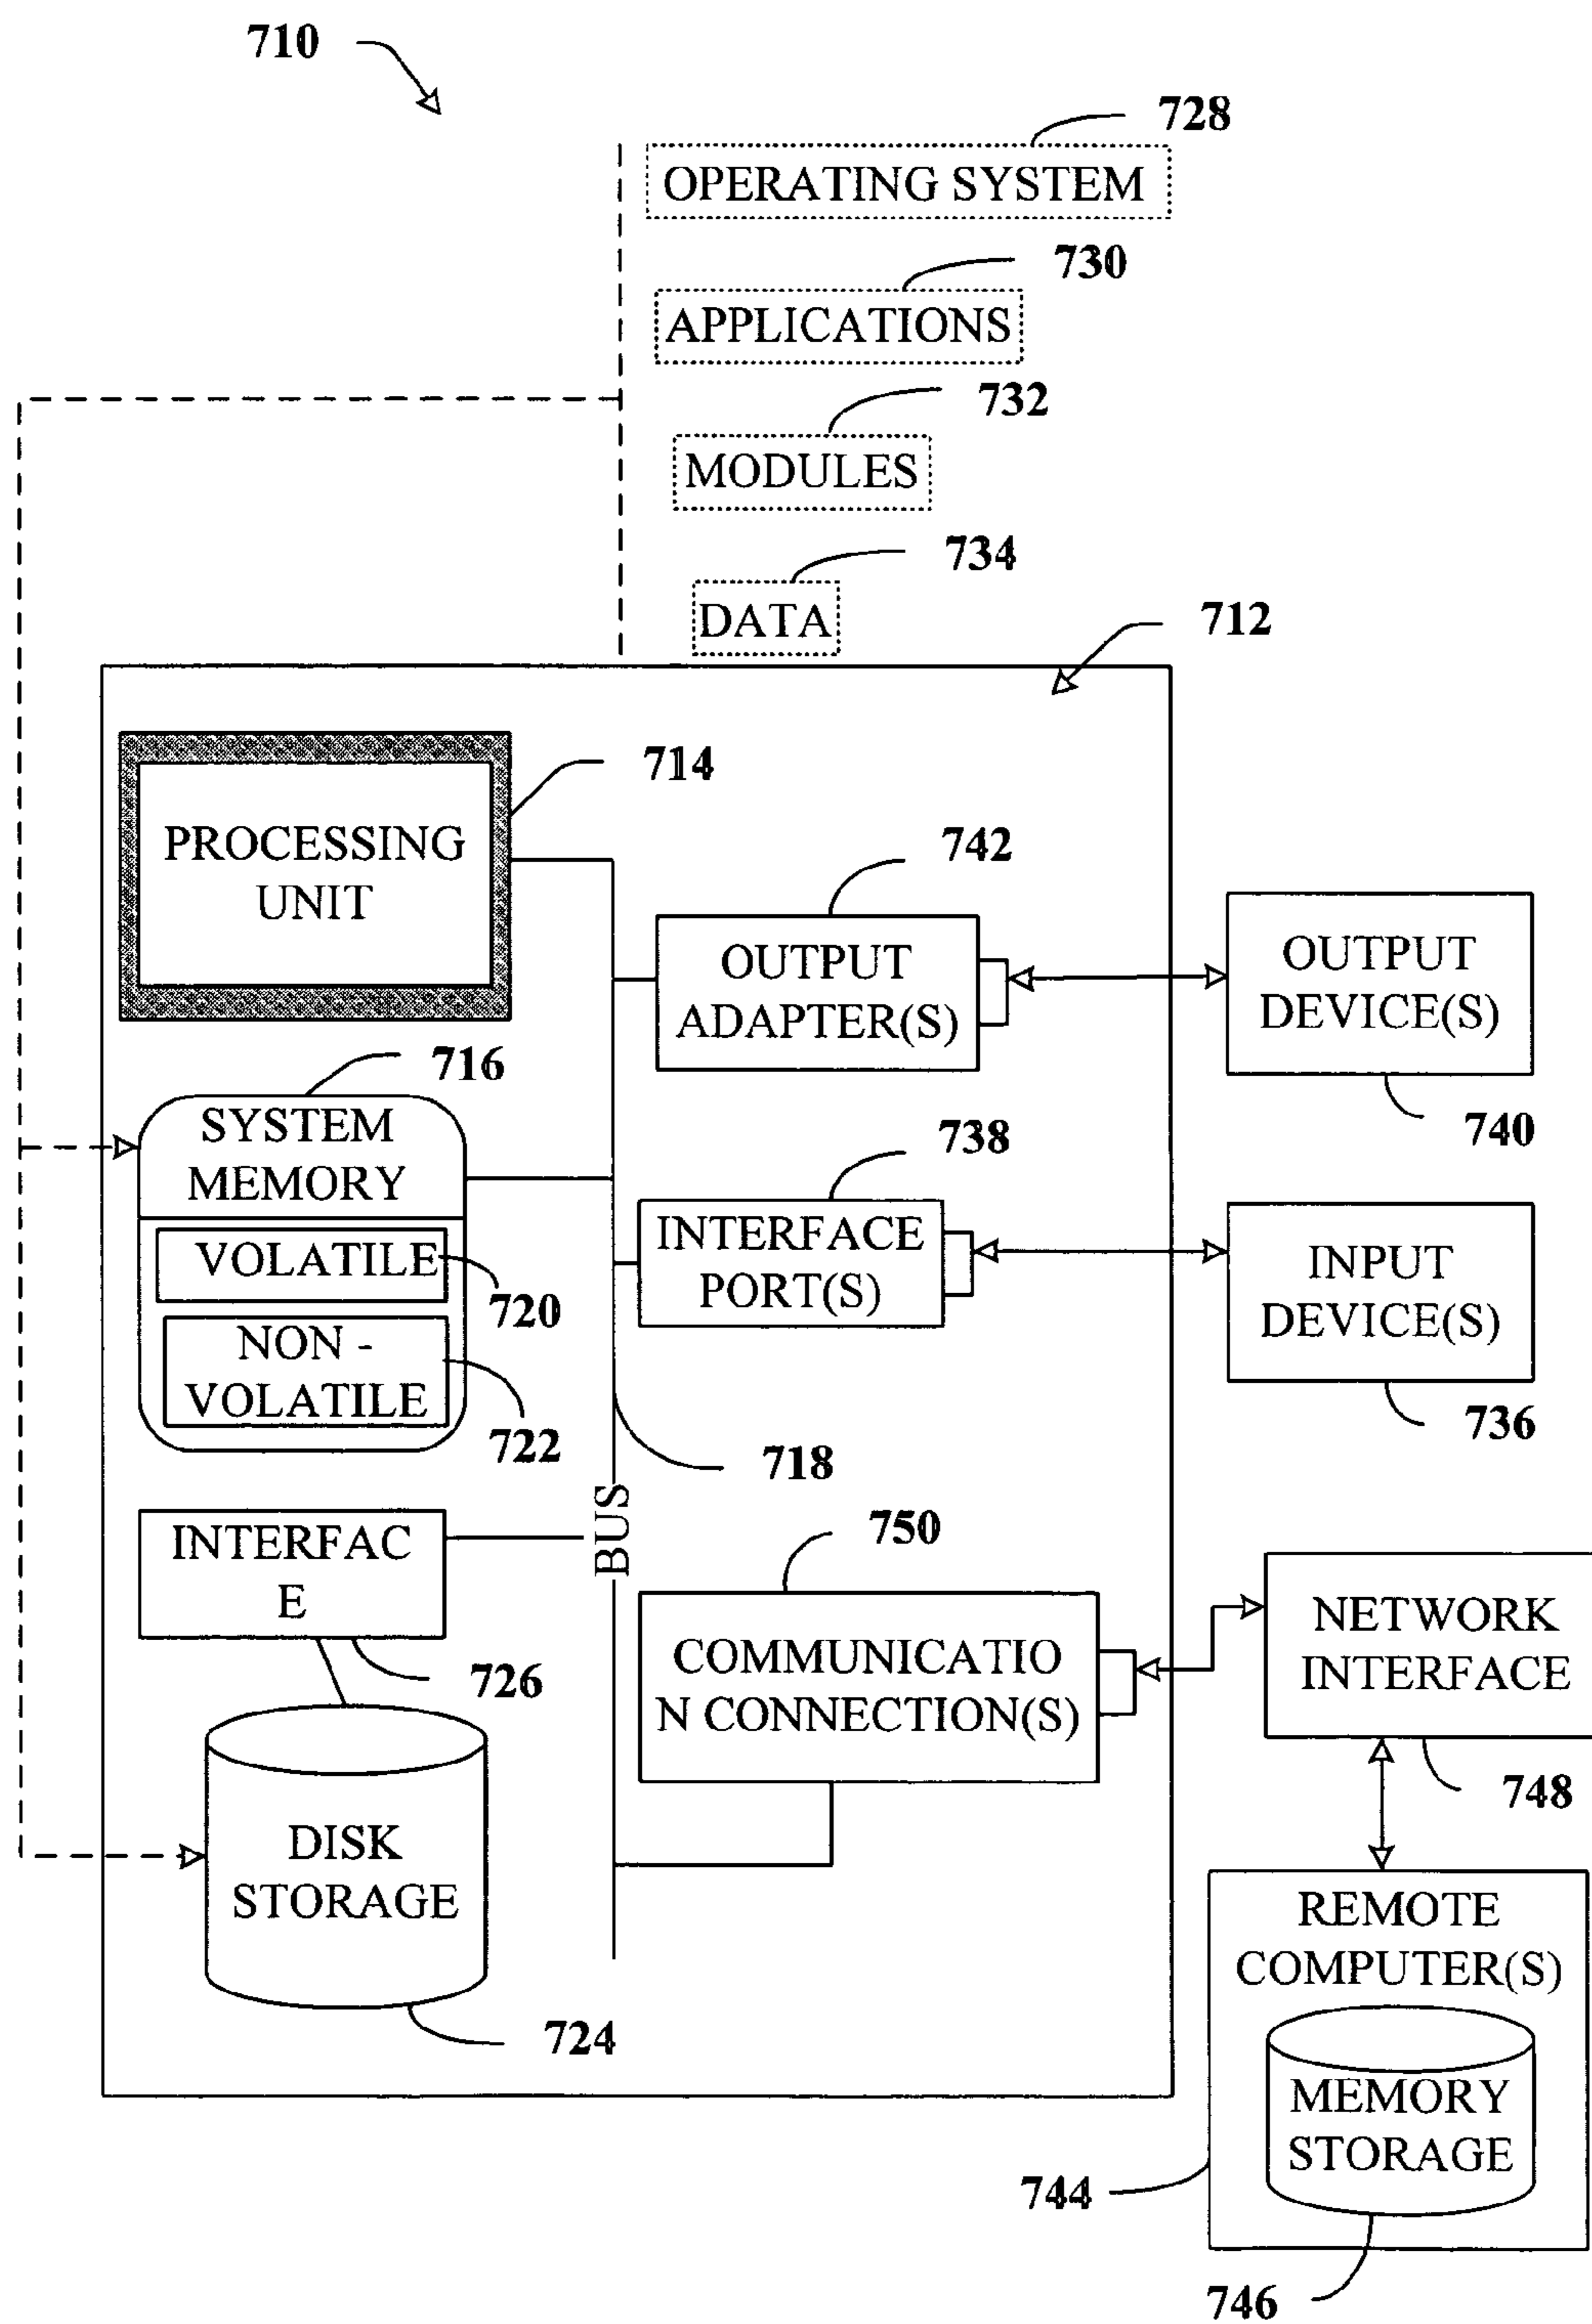 710
728
OPERATING SYSTEM
730
APPLICATIONS
732
MODULES
734
DATA
712
714
PROCESSING
UNIT
742
OUTPUT
ADAPTER(S)
OUTPUT
DEVICE(S)
740
716
SYSTEM
MEMORY
VOLATILE
720
NON -
VOLATILE
722
738
INTERFACE
PORT(S)
INPUT
DEVICE(S)
736
718
BUS
INTERFAC
E
726
750
COMMUNICATIO
N CONNECTION(S)
NETWORK
INTERFACE
748
DISK
STORAGE
724
REMOTE
COMPUTER(S)
MEMORY
STORAGE
744
746